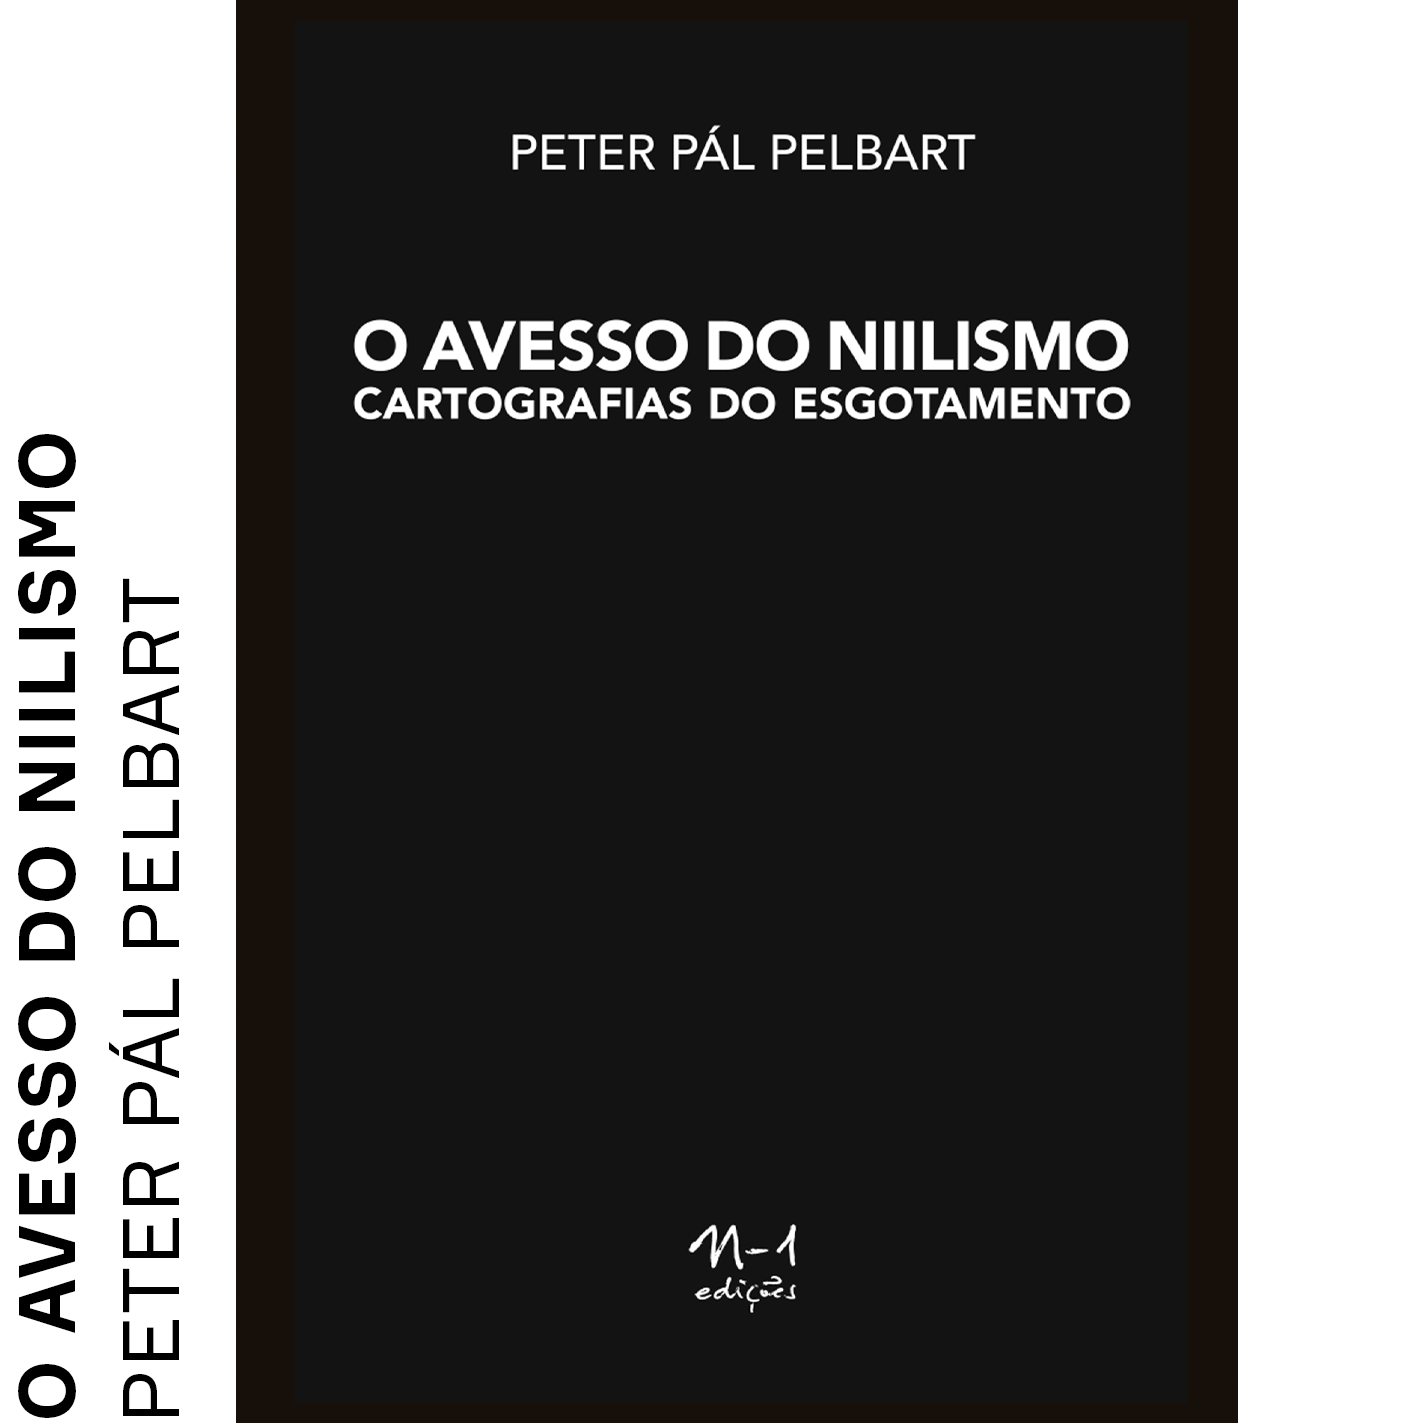 O AVESSO DO NIILISMO
PETER PÁL PELBART
PETER PÁL PELBART
O AVESSO DO NIILISMO
CARTOGRAFIAS DO ESGOTAMENTO
n-1
edições